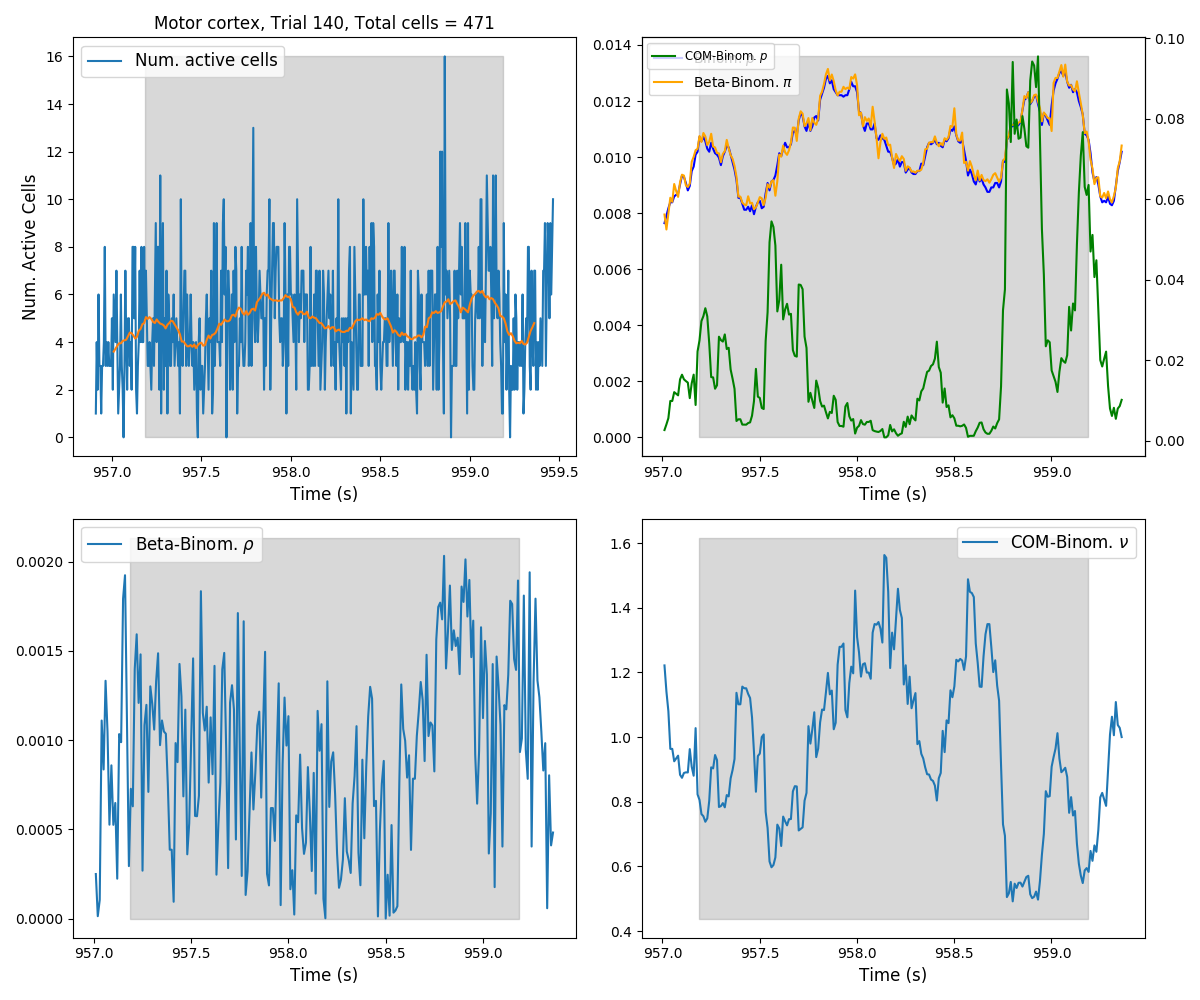 Motor cortex, Trial 140, Total cells = 471
Num. active cells
Num. Active Cells
16
14
12
10
8
6
4
2
0
957.0 957.5 958.0 958.5 959.0 959.5
Time (s)
COM-Binom. p
Beta-Binom. π
0.014
0.012
0.010
0.008
0.006
0.004
0.002
0.000
0.10
0.08
0.06
0.04
0.02
0.00
957.0 957.5 958.0 958.5 959.0
Time (s)
Beta-Binom. ρ
0.0020
0.0015
0.0010
0.0005
0.0000
957.0 957.5 958.0 958.5 959.0
Time (s)
COM-Binom. ν
1.6
1.4
1.2
1.0
0.8
0.6
0.4
957.0 957.5 958.0 958.5 959.0
Time (s)